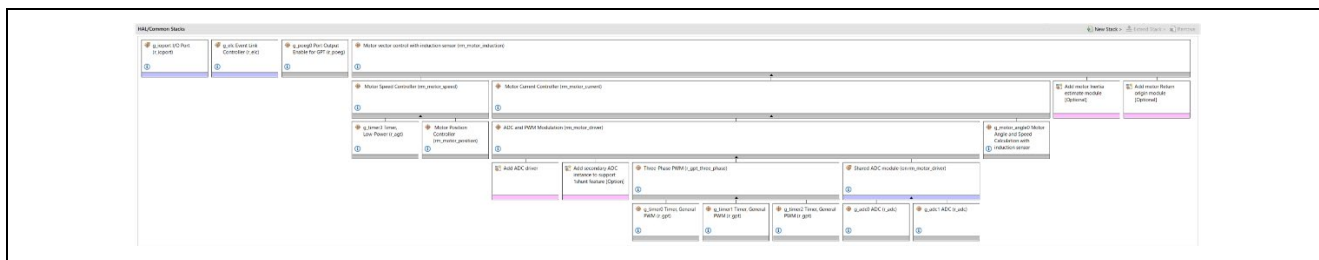 HAL/Common Stacks
New Stack >
Extend Stack >
Remove
g_ioport I/O Port
(r_ioport)
g_elc Event Link
Controller (r_elc)
g_poeg0 Port Output
Enable for GPT (r_poeg)
Motor vector control with induction sensor (rm_motor_induction)
Motor Speed Controller (rm_motor_speed)
Motor Current Controller (rm_motor_current)
Add motor Inertia
estimate module
[Optional]
Add motor Return
origin module
[Optional]
g_timer3 Timer,
Low-Power (r_agt)
Motor Position
Controller
(rm_motor_position)
ADC and PWM Modulation (rm_motor_driver)
g_motor_angle0 Motor
Angle and Speed
Calculation with
induction sensor
Add ADC driver
Add secondary ADC
instance to support
1shunt feature [Option]
Three Phase PWM (r_gpt_three_phase)
Shared ADC module (on rm_motor_driver)
g_timer0 Timer, General
PWM (r_gpt)
g_timer1 Timer, General
PWM (r_gpt)
g_timer2 Timer, General
PWM (r_gpt)
g_adc0 ADC (r_adc)
g_adc1 ADC (r_adc)